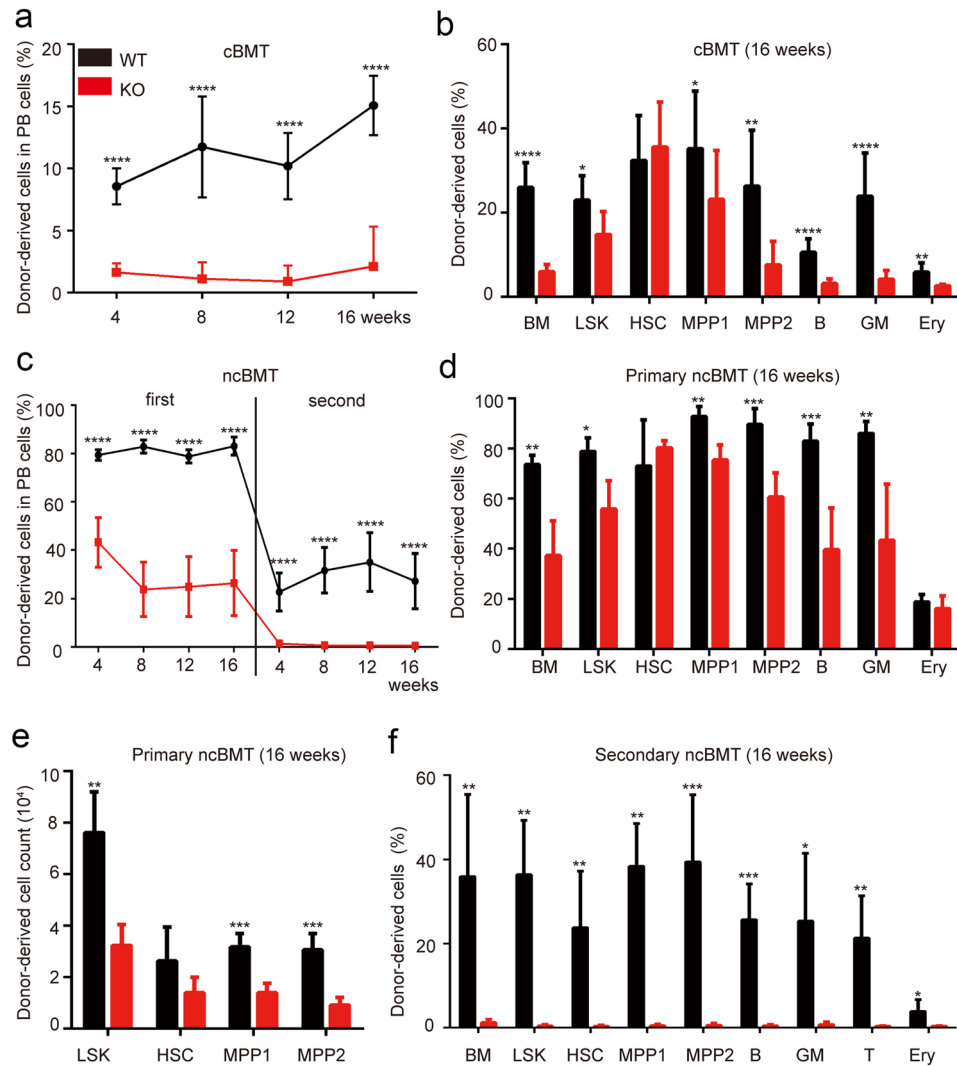 a
cBMT
WT
KO
Donor-derived cells in PB cells (%)
20
15
10
5
0
**** **** **** ****
4 8 12 16 weeks
b
cBMT (16 weeks)
Donor-derived cells (%)
60
40
20
0
**** * * ** **** **** **
BM LSK HSC MPP1 MPP2 B GM Ery
c
ncBMT
first second
Donor-derived cells in PB cells (%)
100
80
60
40
20
0
**** **** **** ****
**** **** **** ****
4 8 12 16 4 8 12 16
weeks
d
Primary ncBMT (16 weeks)
Donor-derived cells (%)
100
80
60
40
20
0
** * ** *** *** **
BM LSK HSC MPP1 MPP2 B GM Ery
e
Primary ncBMT (16 weeks)
Donor-derived cell count (10⁴)
10
8
6
4
2
0
** *** ***
LSK HSC MPP1 MPP2
f
Secondary ncBMT (16 weeks)
Donor-derived cells (%)
60
40
20
0
** ** ** ** *** *** * ** *
BM LSK HSC MPP1 MPP2 B GM T Ery